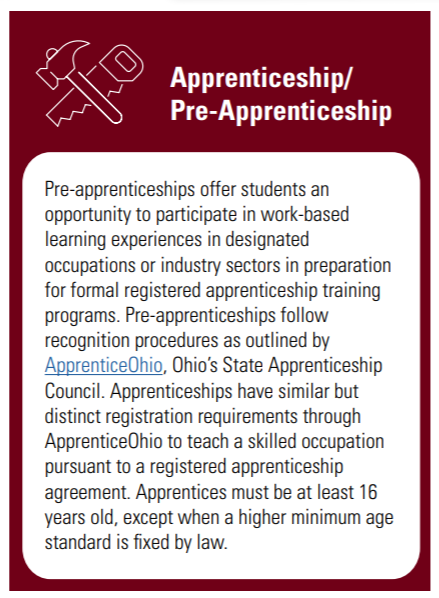 Apprenticeship/
Pre-Apprenticeship
Pre-apprenticeships offer students an
opportunity to participate in work-based
learning experiences in designated
occupations or industry sectors in preparation
for formal registered apprenticeship training
programs. Pre-apprenticeships follow
recognition procedures as outlined by
ApprenticeOhio, Ohio’s State Apprenticeship
Council. Apprenticeships have similar but
distinct registration requirements through
ApprenticeOhio to teach a skilled occupation
pursuant to a registered apprenticeship
agreement. Apprentices must be at least 16
years old, except when a higher minimum age
standard is fixed by law.